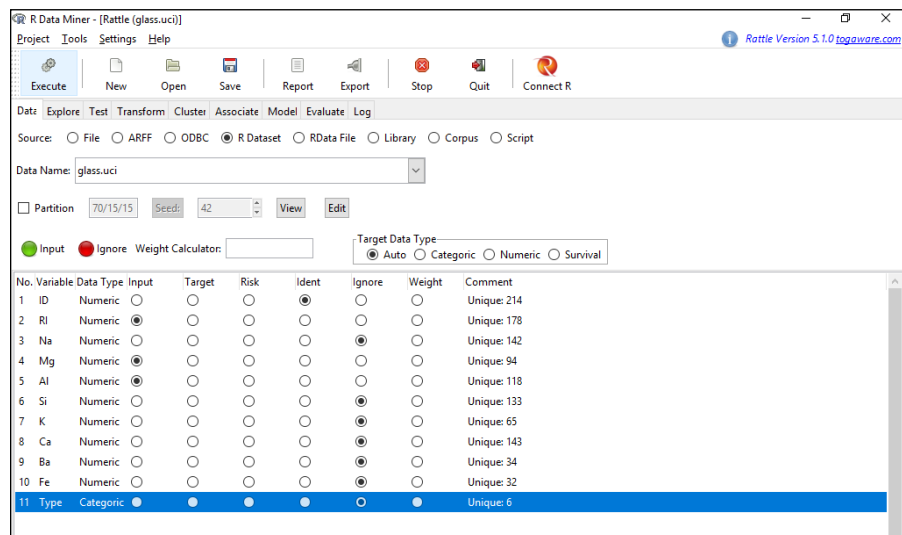 R Data Miner - [Rattle (glass.uci)]
Project Tools Settings Help
Rattle Version 5.1.0 togaware.com
Execute New Open Save Report Export Stop Quit Connect R
Data Explore Test Transform Cluster Associate Model Evaluate Log
Source: File ARFF ODBC R Dataset RData File Library Corpus Script
Data Name: glass.uci
Partition 70/15/15 Seed: 42 View Edit
Target Data Type
Input Ignore Weight Calculator: Auto Categoric Numeric Survival
No. Variable Data Type Input Target Risk Ident Ignore Weight Comment
1 ID Numeric Unique: 214
2 RI Numeric Unique: 178
3 Na Numeric Unique: 142
4 Mg Numeric Unique: 94
5 Al Numeric Unique: 118
6 Si Numeric Unique: 133
7 K Numeric Unique: 65
8 Ca Numeric Unique: 143
9 Ba Numeric Unique: 34
10 Fe Numeric Unique: 32
11 Type Categoric Unique: 6